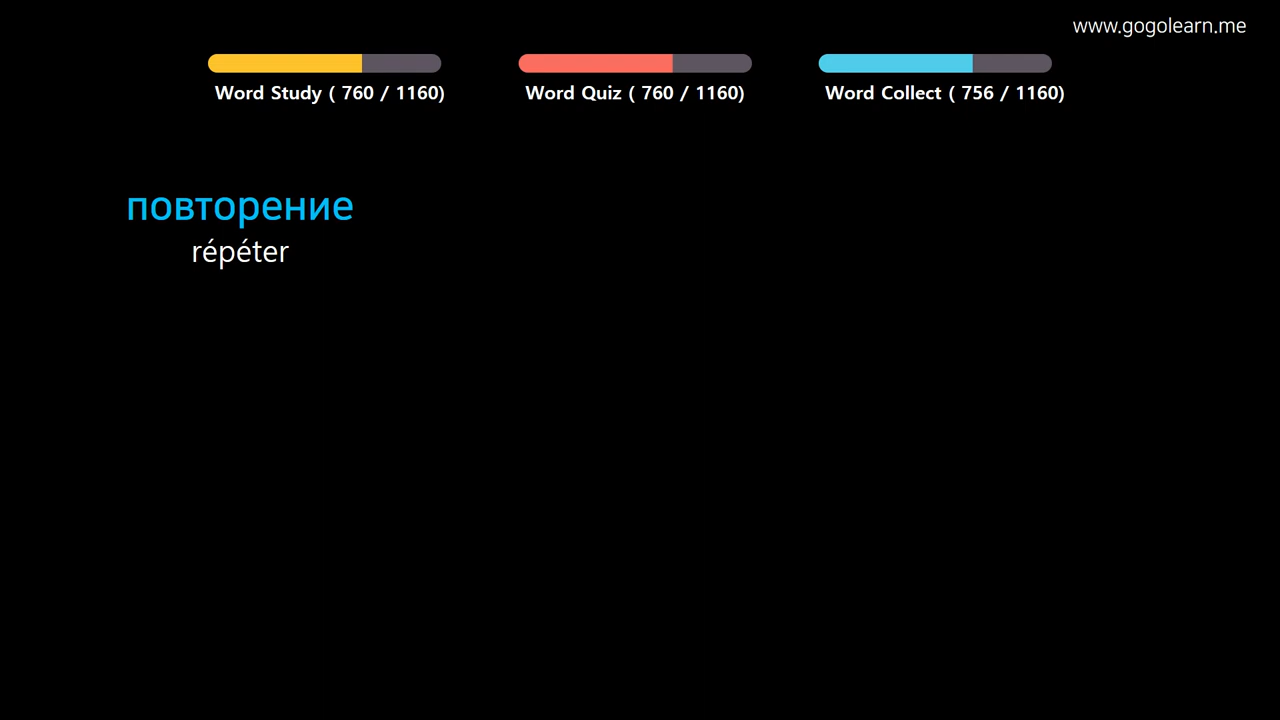 www.gogolearn.me
Word Study ( 760 / 1160)
Word Quiz ( 760 / 1160)
Word Collect ( 756 / 1160)
повторение
répéter